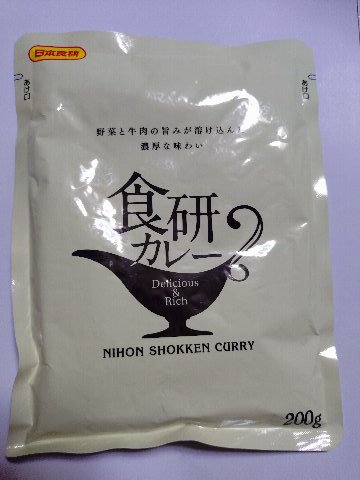 日本食研
あけ口
あけ口
野菜と牛肉の旨みが溶け込んだ
濃厚な味わい
食研
カレー
Delicious
&
Rich
NIHON SHOKKEN CURRY
200g